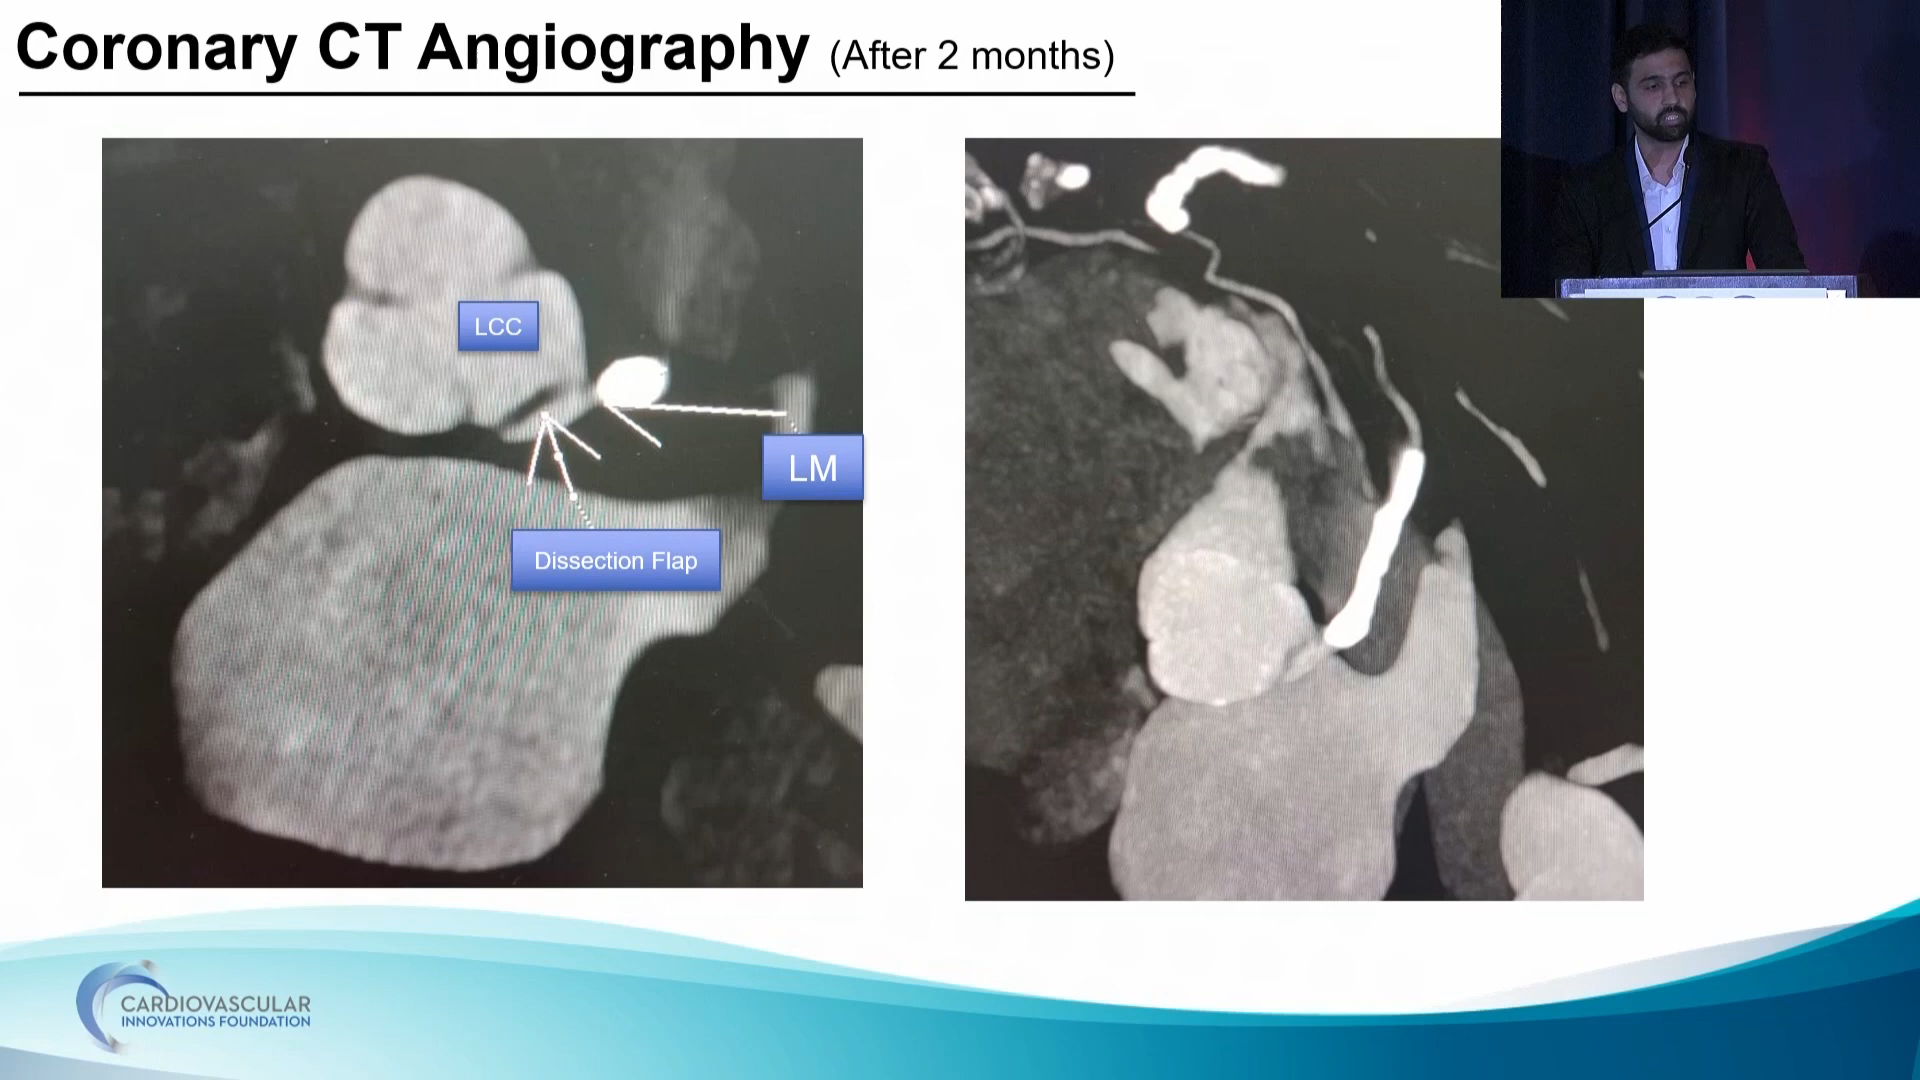 Coronary CT Angiography (After 2 months)
LCC
LM
Dissection Flap
CARDIOVASCULAR
INNOVATIONS FOUNDATION